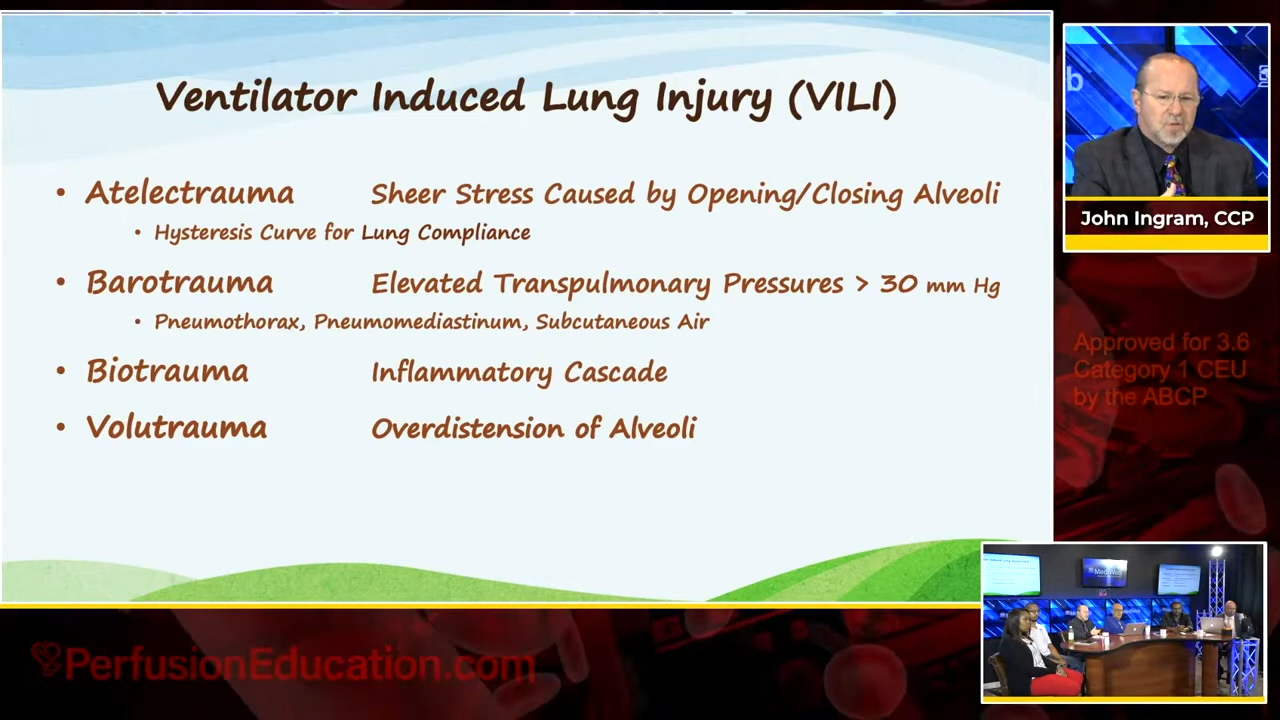 Ventilator Induced Lung Injury (VILI)
• Atelectrauma Sheer Stress Caused by Opening/Closing Alveoli
• Hysteresis Curve for Lung Compliance
• Barotrauma Elevated Transpulmonary Pressures > 30 mm Hg
• Pneumothorax, Pneumomediastinum, Subcutaneous Air
• Biotrauma Inflammatory Cascade
• Volutrauma Overdistension of Alveoli
b
John Ingram, CCP
Approved for 3.6
Category 1 CEU
by the ABCP
PerfusionEducation.com